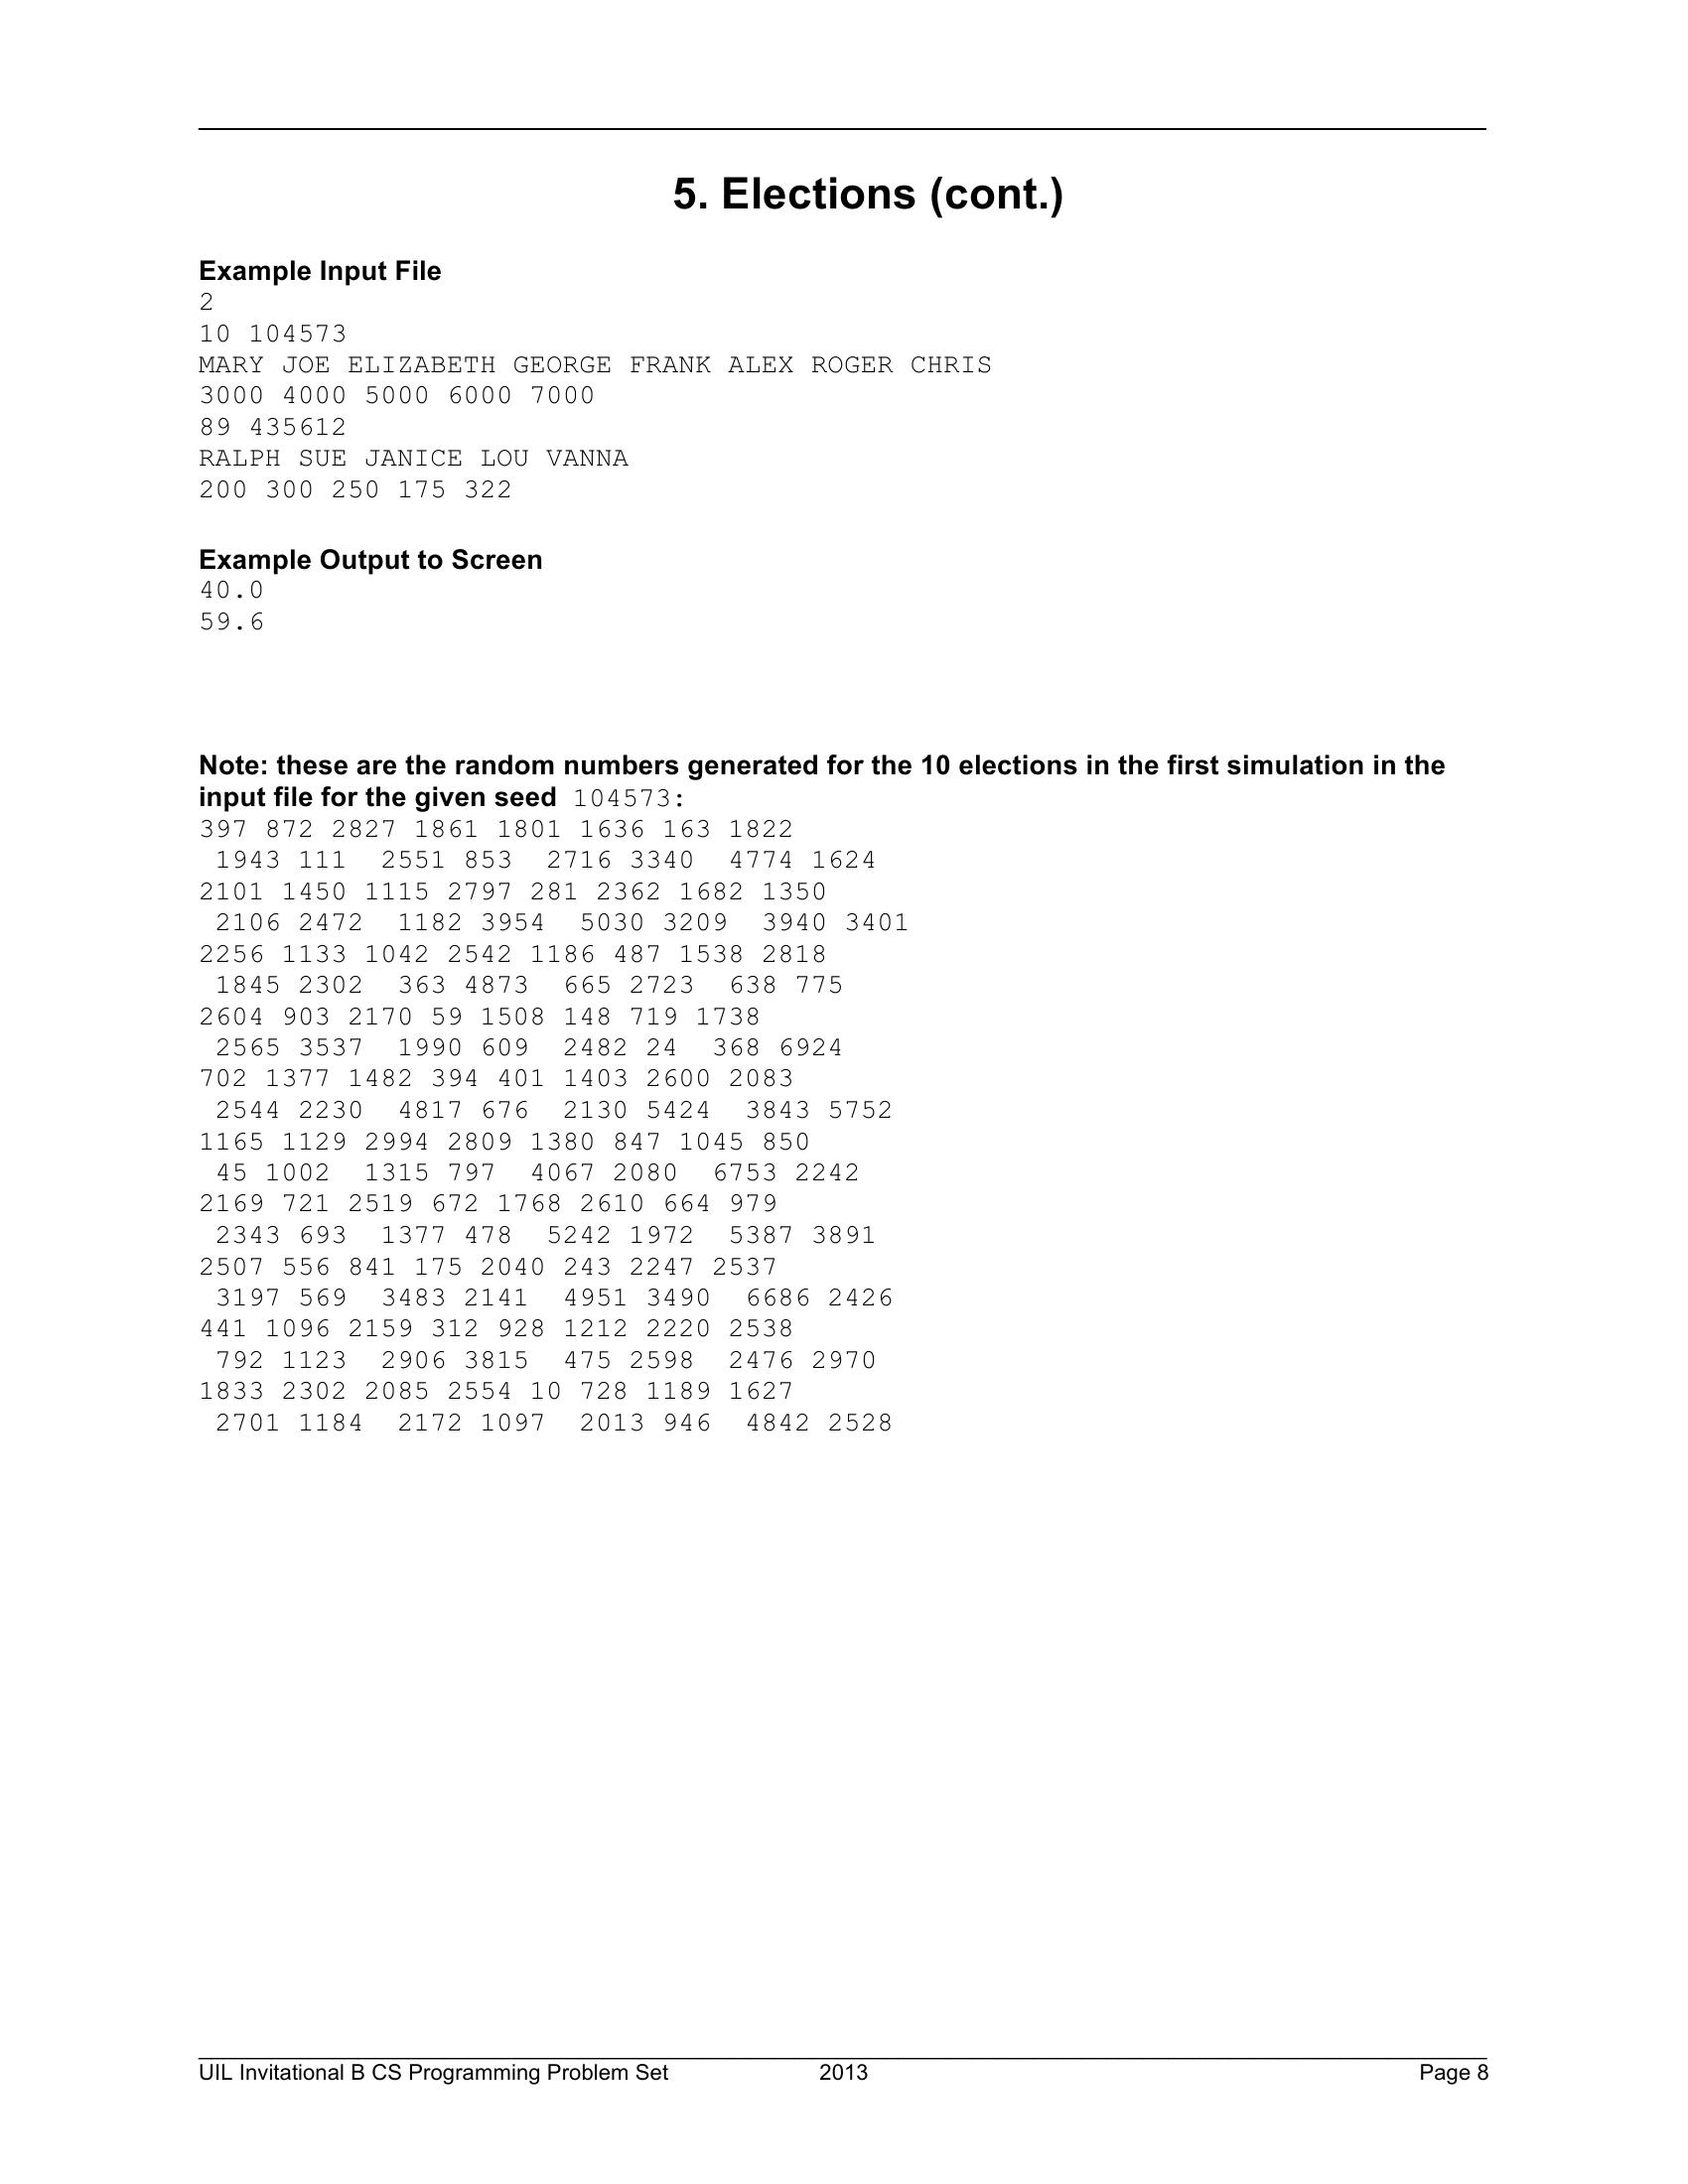 5. Elections (cont.)
Example Input File
2
10 104573
MARY JOE ELIZABETH GEORGE FRANK ALEX ROGER CHRIS
3000 4000 5000 6000 7000
89 435612
RALPH SUE JANICE LOU VANNA
200 300 250 175 322
Example Output to Screen
40.0
59.6
Note: these are the random numbers generated for the 10 elections in the first simulation in the
input file for the given seed 104573:
397 872 2827 1861 1801 1636 163 1822
 1943 111  2551 853  2716 3340  4774 1624
2101 1450 1115 2797 281 2362 1682 1350
 2106 2472  1182 3954  5030 3209  3940 3401
2256 1133 1042 2542 1186 487 1538 2818
 1845 2302  363 4873  665 2723  638 775
2604 903 2170 59 1508 148 719 1738
 2565 3537  1990 609  2482 24  368 6924
702 1377 1482 394 401 1403 2600 2083
 2544 2230  4817 676  2130 5424  3843 5752
1165 1129 2994 2809 1380 847 1045 850
 45 1002  1315 797  4067 2080  6753 2242
2169 721 2519 672 1768 2610 664 979
 2343 693  1377 478  5242 1972  5387 3891
2507 556 841 175 2040 243 2247 2537
 3197 569  3483 2141  4951 3490  6686 2426
441 1096 2159 312 928 1212 2220 2538
 792 1123  2906 3815  475 2598  2476 2970
1833 2302 2085 2554 10 728 1189 1627
 2701 1184  2172 1097  2013 946  4842 2528
UIL Invitational B CS Programming Problem Set 2013 Page 8